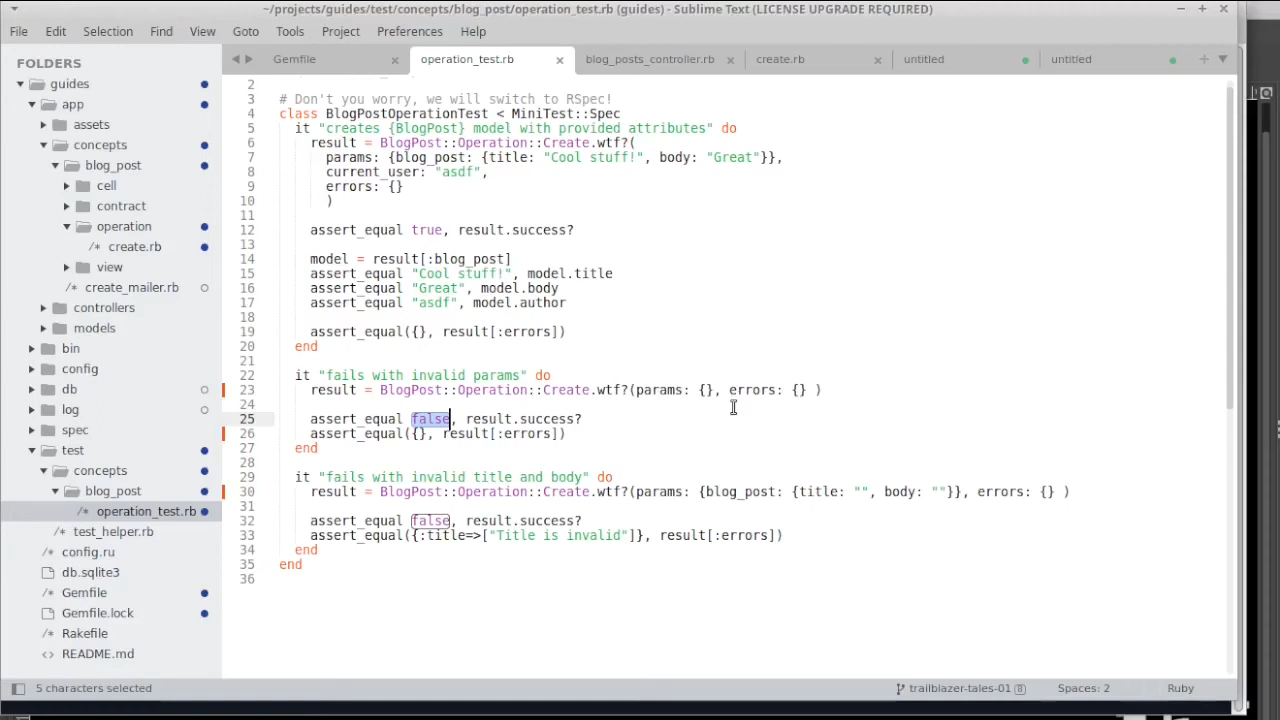 ~/projects/guides/test/concepts/blog_post/operation_test.rb (guides) - Sublime Text (LICENSE UPGRADE REQUIRED)
File Edit Selection Find View Goto Tools Project Preferences Help
FOLDERS
guides
app
assets
concepts
blog_post
cell
contract
operation
/* create.rb
view
/* create_mailer.rb
controllers
models
bin
config
db
log
spec
test
concepts
blog_post
/* operation_test.rb
/* test_helper.rb
config.ru
db.sqlite3
/* Gemfile
Gemfile.lock
/* Rakefile
<> README.md
Gemfile × operation_test.rb × blog_posts_controller.rb × create.rb × untitled untitled
2
3 # Don't you worry, we will switch to RSpec!
4 class BlogPostOperationTest < MiniTest::Spec
5 it "creates {BlogPost} model with provided attributes" do
6 result = BlogPost::Operation::Create.wtf?(
7 params: {blog_post: {title: "Cool stuff!", body: "Great"}},
8 current_user: "asdf",
9 errors: {}
10 )
11
12 assert_equal true, result.success?
13
14 model = result[:blog_post]
15 assert_equal "Cool stuff!", model.title
16 assert_equal "Great", model.body
17 assert_equal "asdf", model.author
18
19 assert_equal({}, result[:errors])
20 end
21
22 it "fails with invalid params" do
23 result = BlogPost::Operation::Create.wtf?(params: {}, errors: {} )
24
25 assert_equal false, result.success?
26 assert_equal({}, result[:errors])
27 end
28
29 it "fails with invalid title and body" do
30 result = BlogPost::Operation::Create.wtf?(params: {blog_post: {title: "", body: ""}}, errors: {} )
31
32 assert_equal false, result.success?
33 assert_equal({:title=>["Title is invalid"]}, result[:errors])
34 end
35 end
36
5 characters selected trailblazer-tales-01 8 Spaces: 2 Ruby